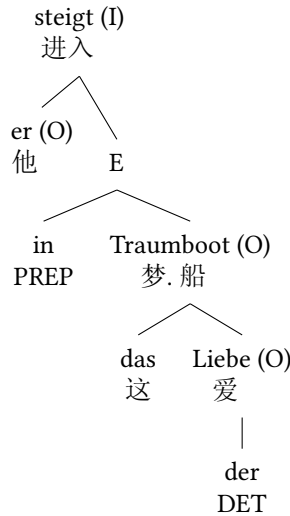 steigt (I)
进入
er (O)
他
E
in
PREP
Traumboot (O)
梦. 船
das
这
Liebe (O)
爱
der
DET